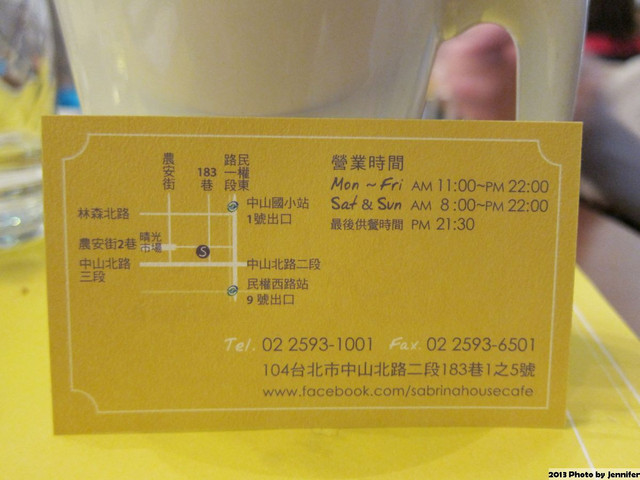 農安街
183巷
民權東路一段
林森北路
農安街2巷
晴光市場
中山北路三段
S
中山國小站
1號出口
中山北路二段
民權西路站
9 號出口
營業時間
Mon ~ Fri AM 11:00~PM 22:00
Sat & Sun AM 8:00~PM 22:00
最後供餐時間 PM 21:30
Tel. 02 2593-1001 Fax. 02 2593-6501
104台北市中山北路二段183巷1之5號
www.facebook.com/sabrinahousecafe
2013 Photo by Jennifer